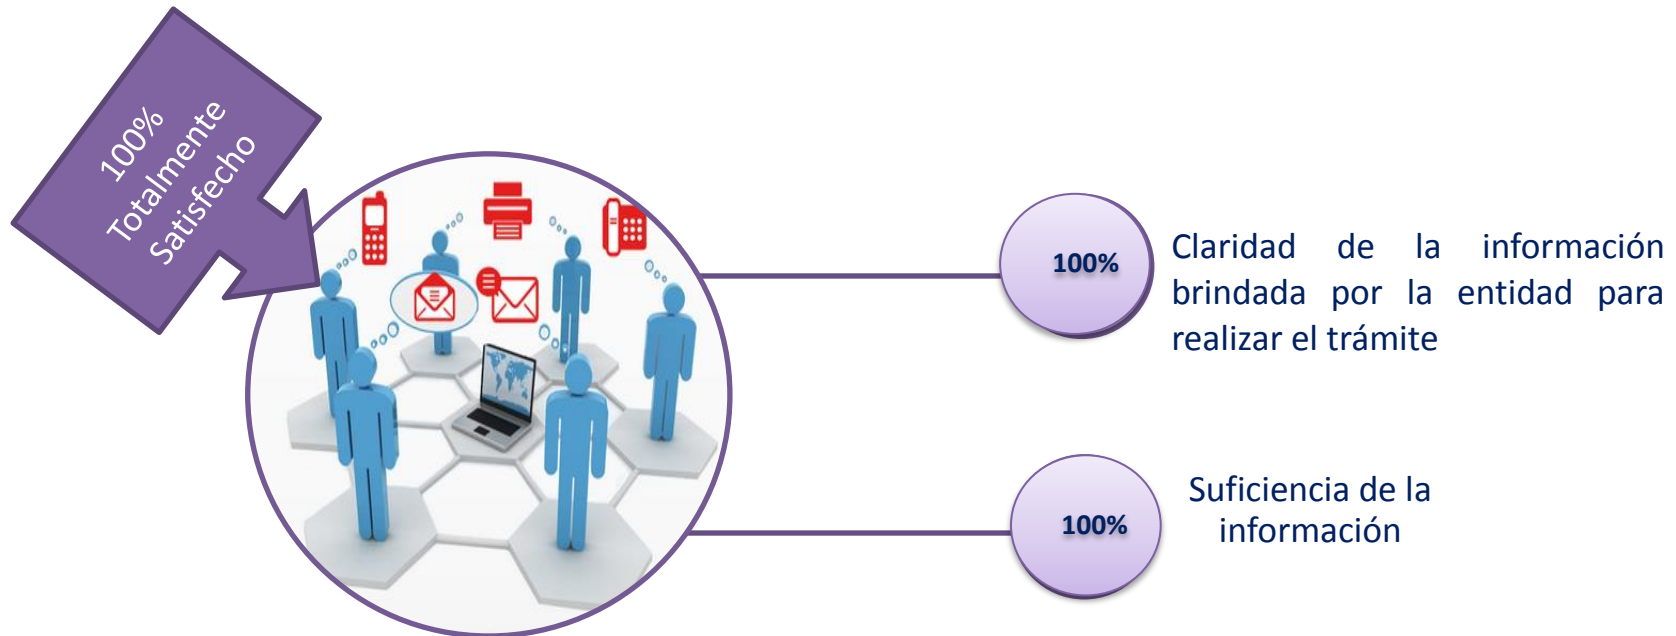 100%
Totalmente
Satisfecho
100%
Claridad de la información
brindada por la entidad para
realizar el trámite
100%
Suficiencia de la
información